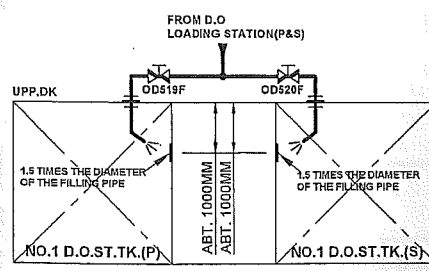 FROM D.O
LOADING STATION(P&S)
OD519F
OD520F
UPP.DK
1.5 TIMES THE DIAMETER
OF THE FILLING PIPE
ABT. 1000MM
ABT. 1000MM
1.5 TIMES THE DIAMETER
OF THE FILLING PIPE
NO.1 D.O.ST.TK.(P)
NO.1 D.O.ST.TK.(S)